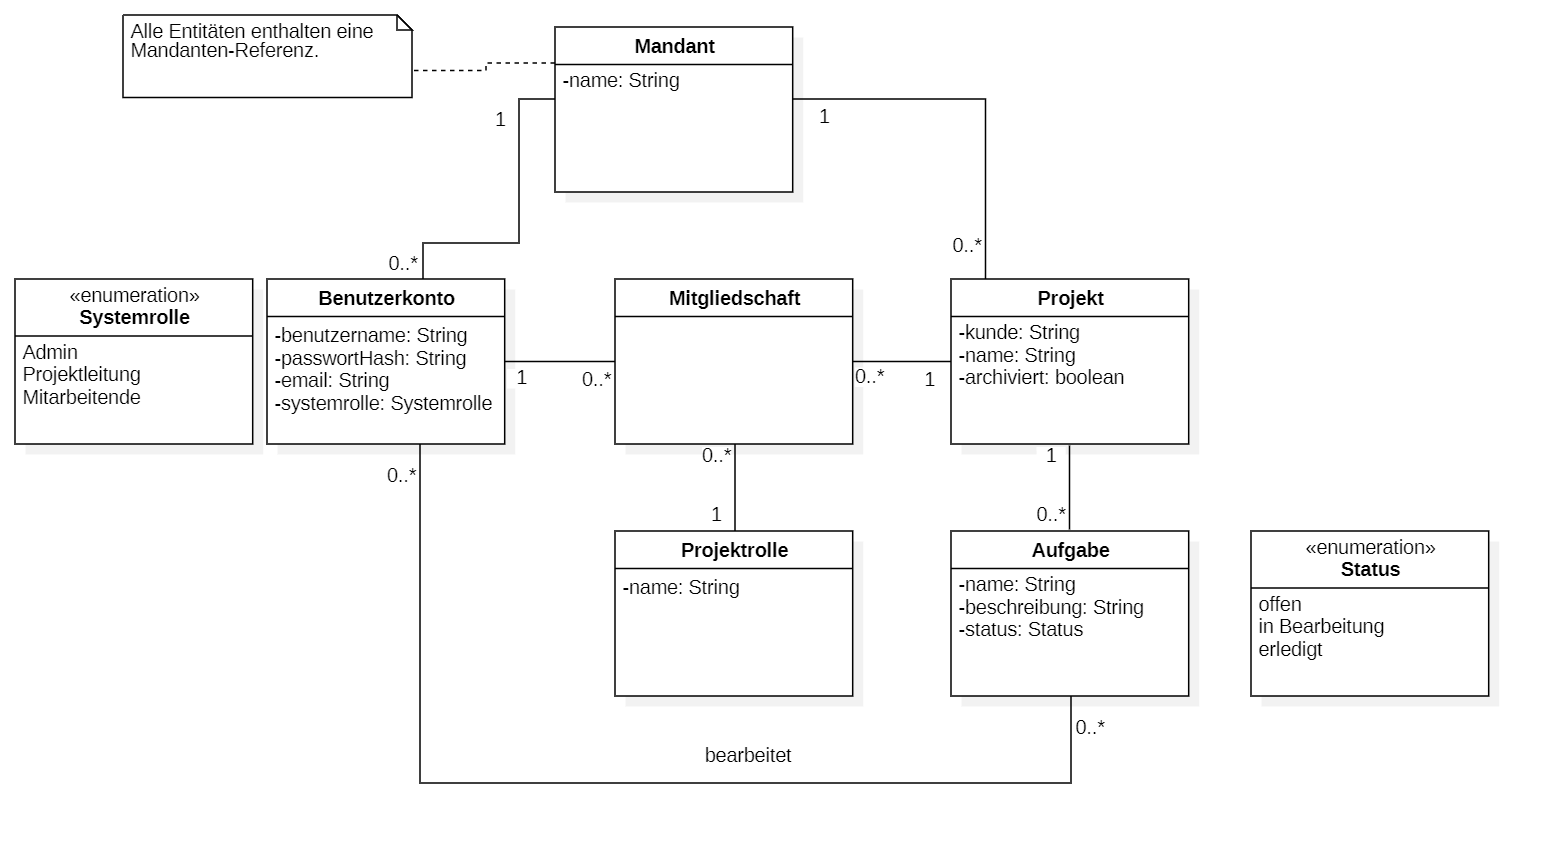 Alle Entitäten enthalten eine
Mandanten-Referenz.
Mandant
-name: String
1
1
0..*
0..*
«enumeration»
Systemrolle
Admin
Projektleitung
Mitarbeitende
Benutzerkonto
-benutzername: String
-passwortHash: String
-email: String
-systemrolle: Systemrolle
1
0..*
Mitgliedschaft
0..*
1
Projekt
-kunde: String
-name: String
-archiviert: boolean
0..*
0..*
1
1
0..*
Projektrolle
-name: String
Aufgabe
-name: String
-beschreibung: String
-status: Status
«enumeration»
Status
offen
in Bearbeitung
erledigt
0..*
bearbeitet